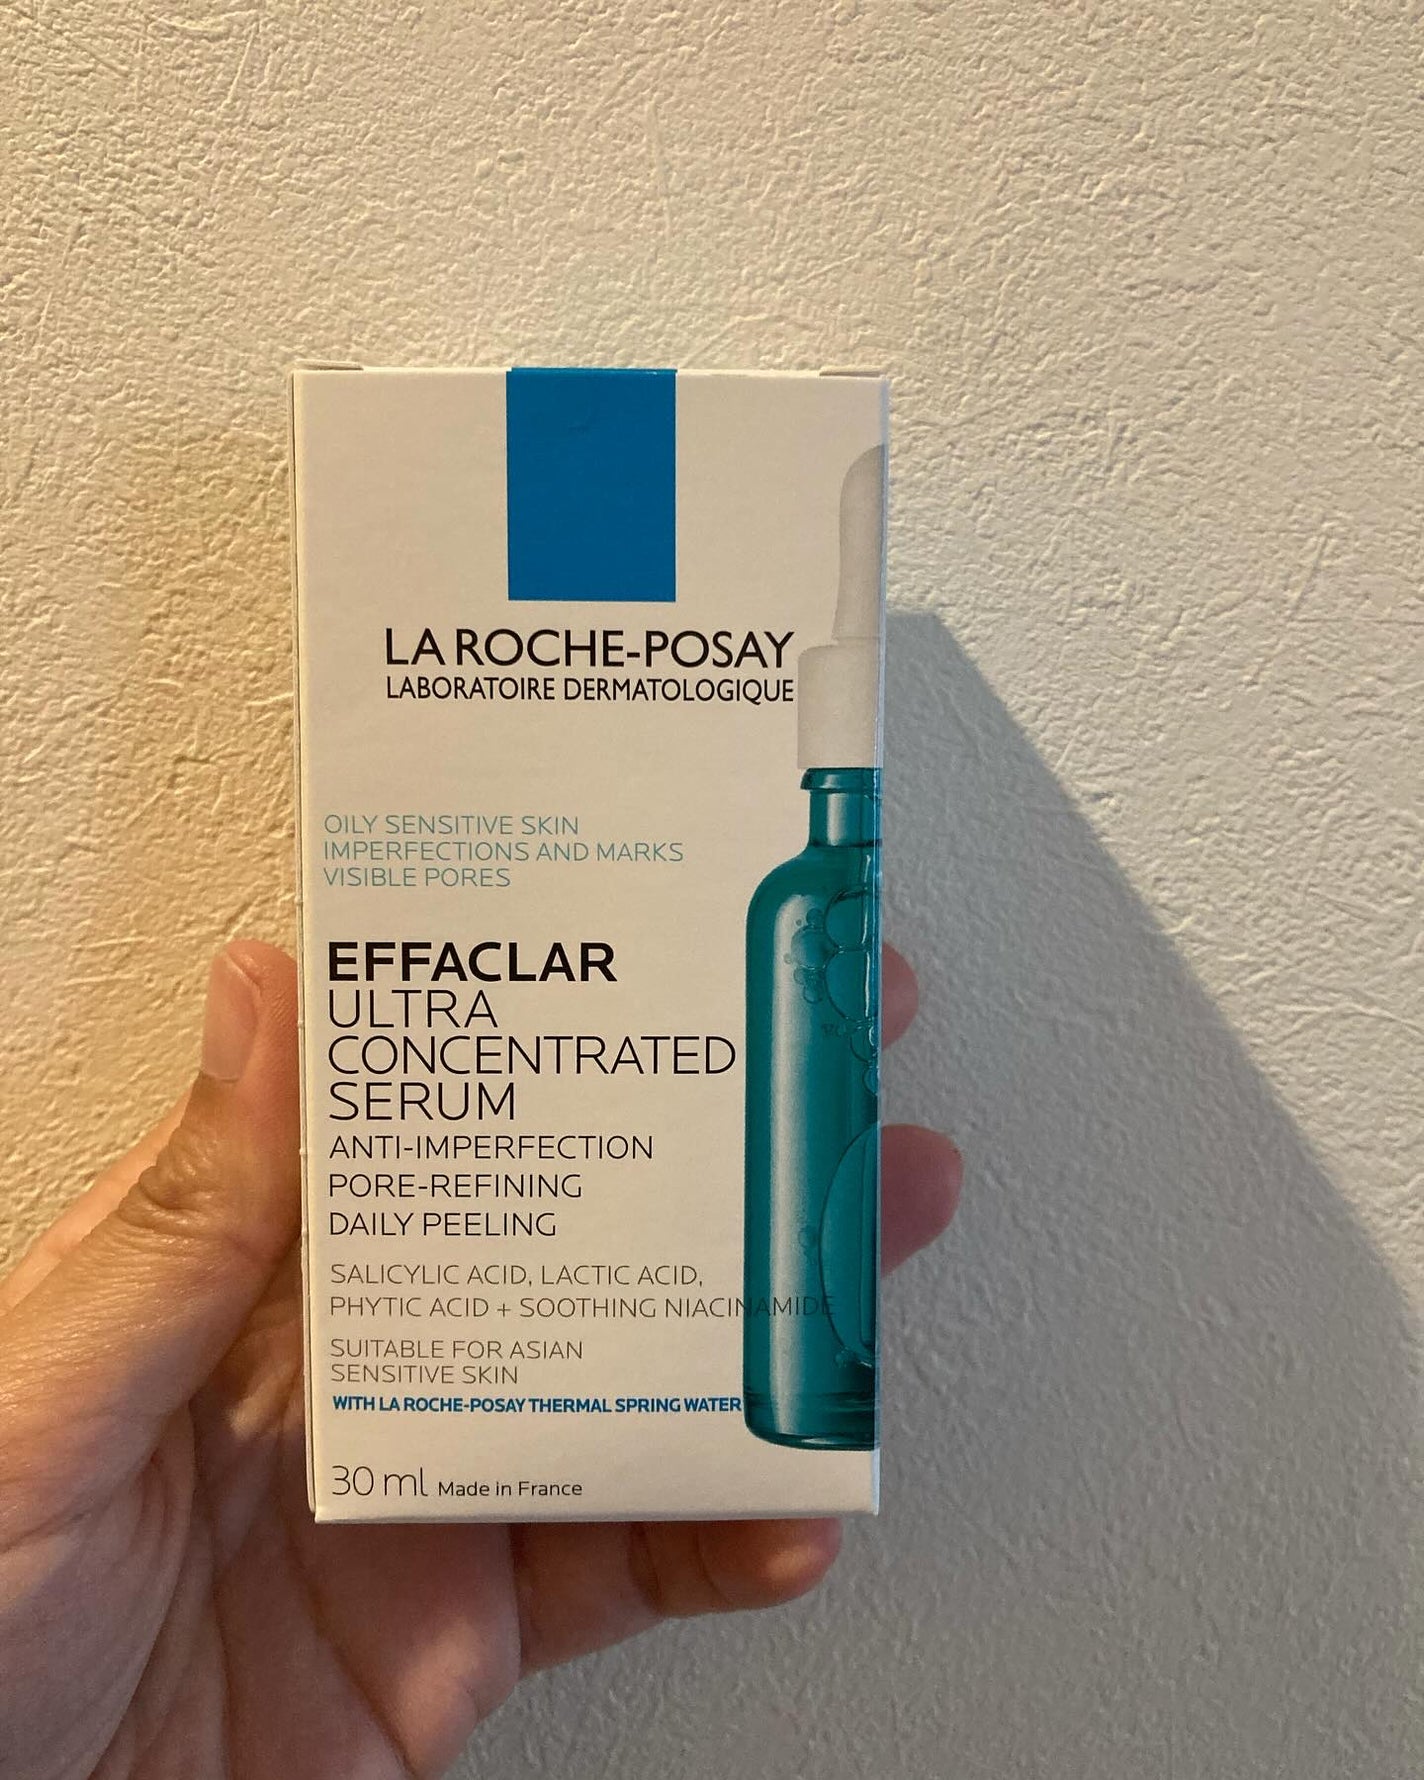 LA ROCHE-POSAY
LABORATOIRE DERMATOLOGIQUE
OILY SENSITIVE SKIN
IMPERFECTIONS AND MARKS
VISIBLE PORES
EFFACLAR
ULTRA
CONCENTRATED
SERUM
ANTI-IMPERFECTION
PORE-REFINING
DAILY PEELING
SALICYLIC ACID, LACTIC ACID,
PHYTIC ACID + SOOTHING NIACINAMIDE
SUITABLE FOR ASIAN
SENSITIVE SKIN
WITH LA ROCHE-POSAY THERMAL SPRING WATER
30 ml Made in France